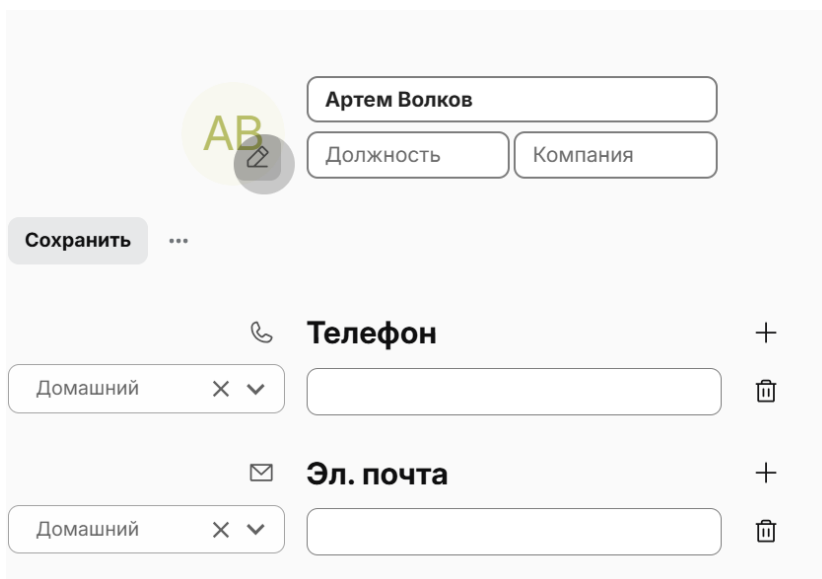 Артем Волков
АВ
Должность Компания
Сохранить
Телефон
Домашний
Эл. почта
Домашний